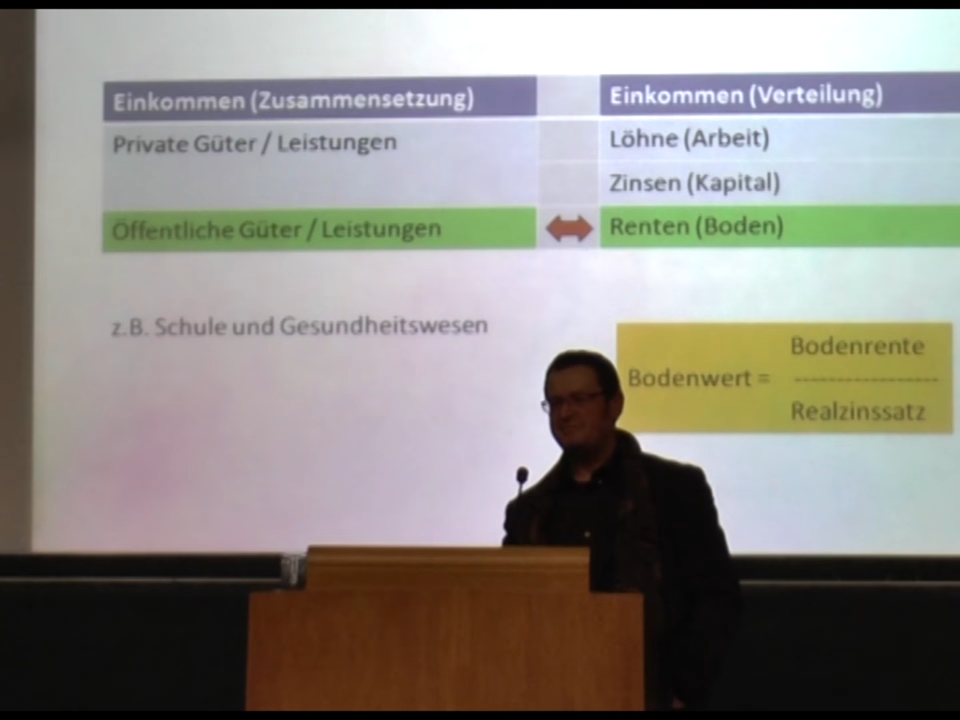 Einkommen (Zusammensetzung)
Einkommen (Verteilung)
Private Güter / Leistungen
Löhne (Arbeit)
Zinsen (Kapital)
Öffentliche Güter / Leistungen
Renten (Boden)
z.B. Schule und Gesundheitswesen
Bodenrente
Bodenwert = -----------------
Realzinssatz